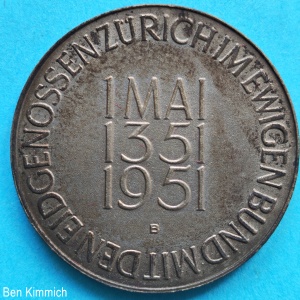 ZÜRICH IM EWIGEN BUND MIT DEN EIDGENOSSEN
1 MAI
1351
1951
B
Ben Kimmich